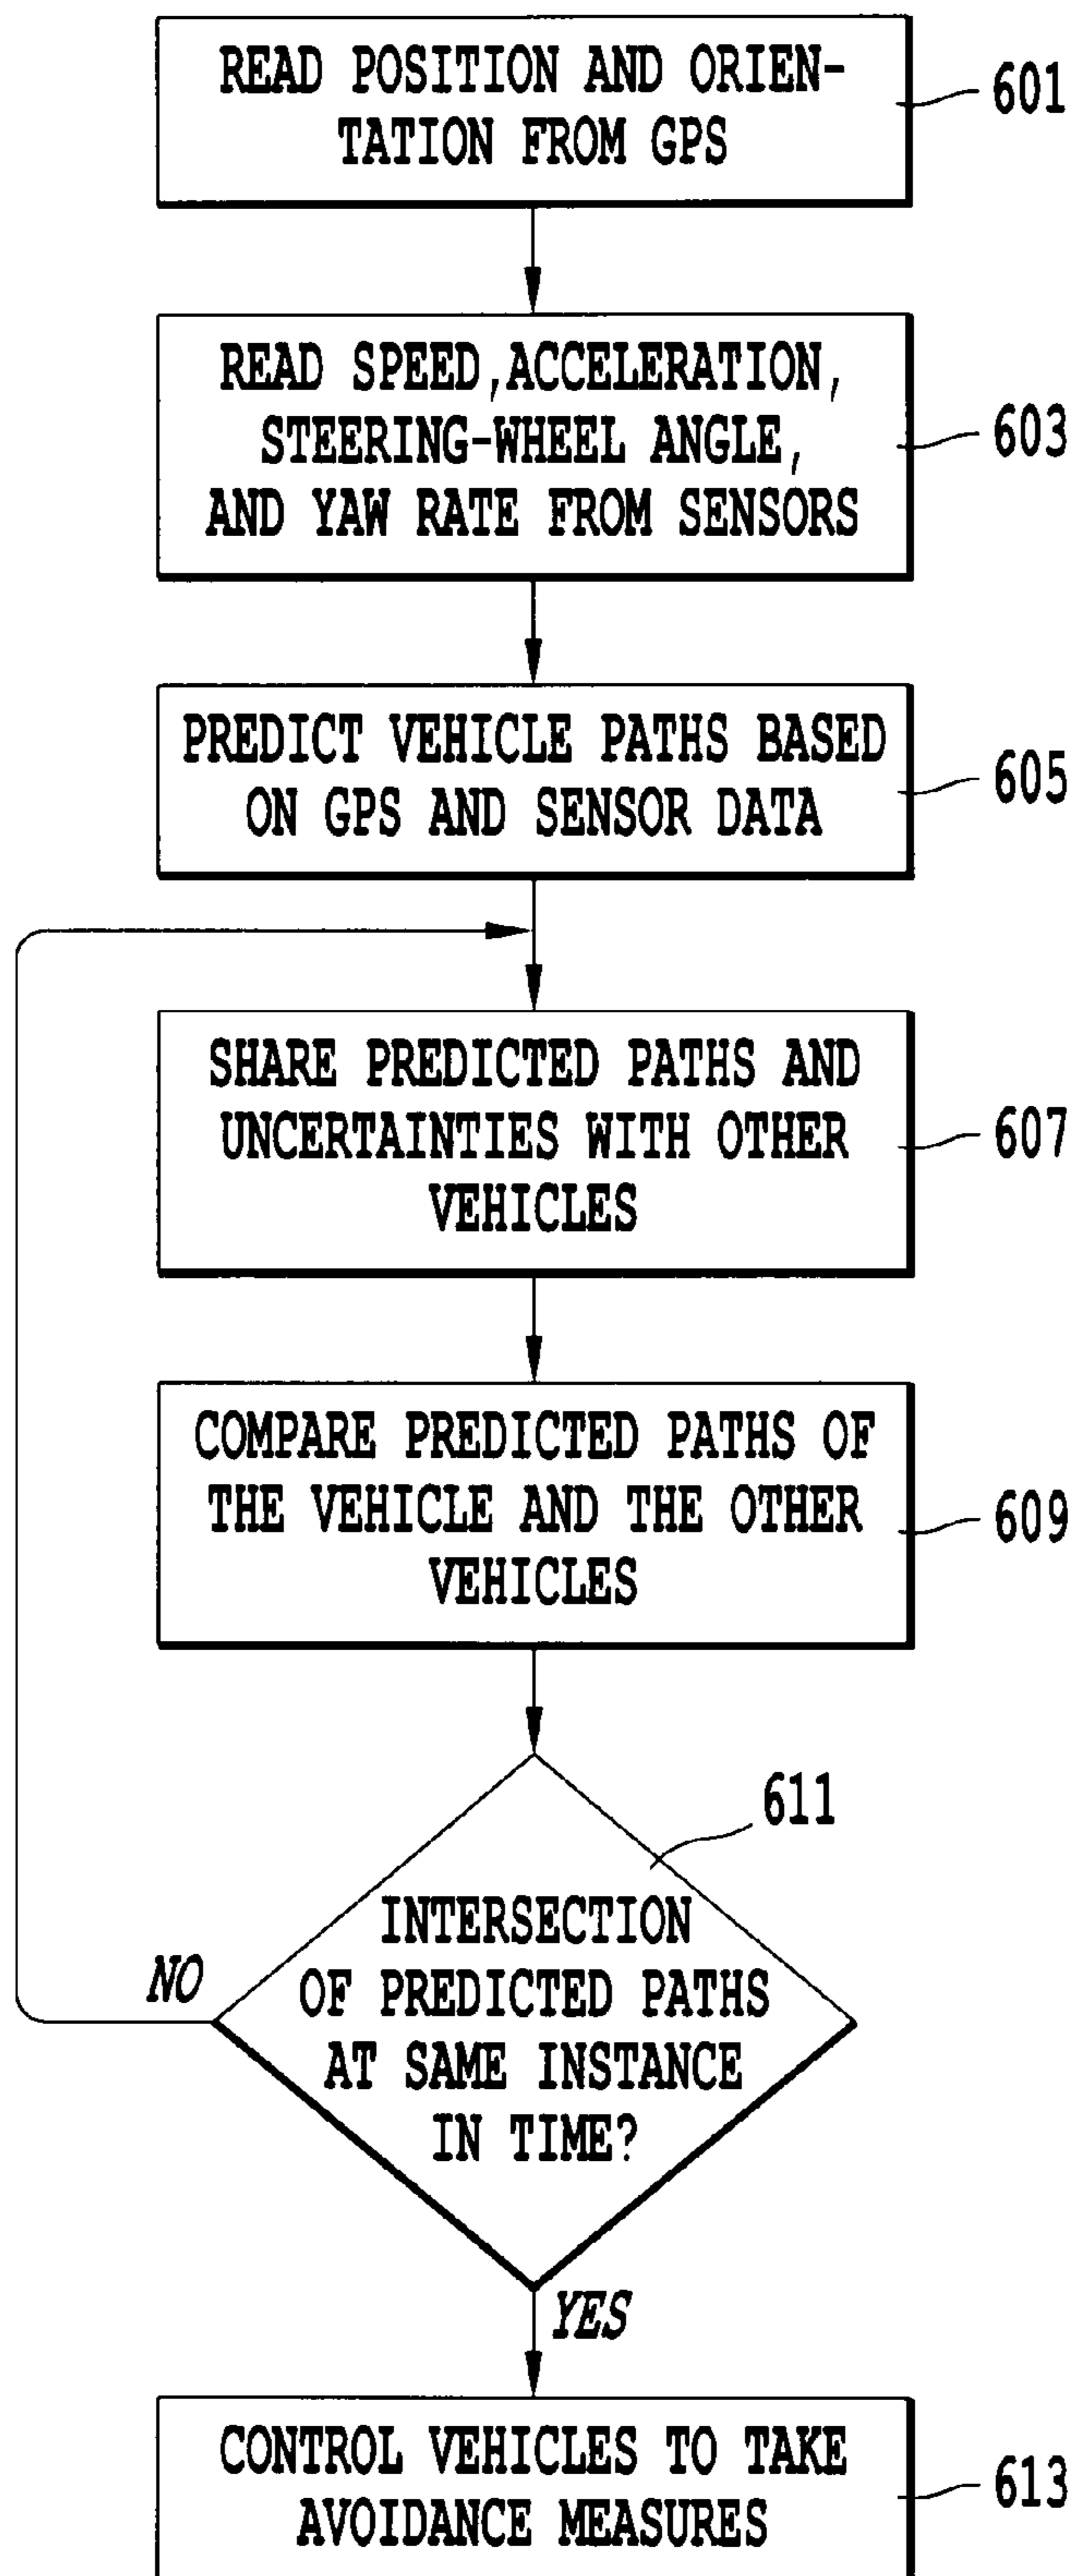 READ POSITION AND ORIEN-
TATION FROM GPS
601
READ SPEED, ACCELERATION,
STEERING-WHEEL ANGLE,
AND YAW RATE FROM SENSORS
603
PREDICT VEHICLE PATHS BASED
ON GPS AND SENSOR DATA
605
SHARE PREDICTED PATHS AND
UNCERTAINTIES WITH OTHER
VEHICLES
607
COMPARE PREDICTED PATHS OF
THE VEHICLE AND THE OTHER
VEHICLES
609
611
INTERSECTION
OF PREDICTED PATHS
AT SAME INSTANCE
IN TIME?
NO
YES
CONTROL VEHICLES TO TAKE
AVOIDANCE MEASURES
613